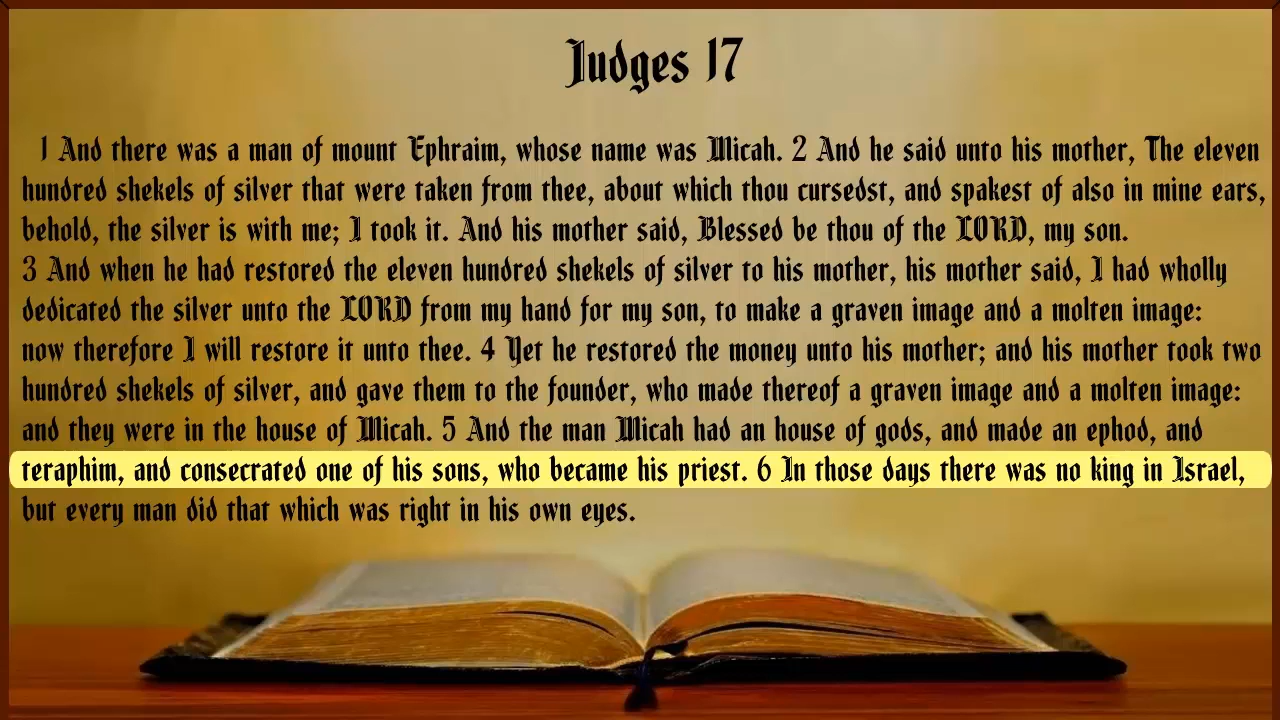 Judges 17
1 And there was a man of mount Ephraim, whose name was Micah. 2 And he said unto his mother, The eleven
hundred shekels of silver that were taken from thee, about which thou cursedst, and spakest of also in mine ears,
behold, the silver is with me; I took it. And his mother said, Blessed be thou of the LORD, my son.
3 And when he had restored the eleven hundred shekels of silver to his mother, his mother said, I had wholly
dedicated the silver unto the LORD from my hand for my son, to make a graven image and a molten image:
now therefore I will restore it unto thee. 4 Yet he restored the money unto his mother; and his mother took two
hundred shekels of silver, and gave them to the founder, who made thereof a graven image and a molten image:
and they were in the house of Micah. 5 And the man Micah had an house of gods, and made an ephod, and
teraphim, and consecrated one of his sons, who became his priest. 6 In those days there was no king in Israel,
but every man did that which was right in his own eyes.